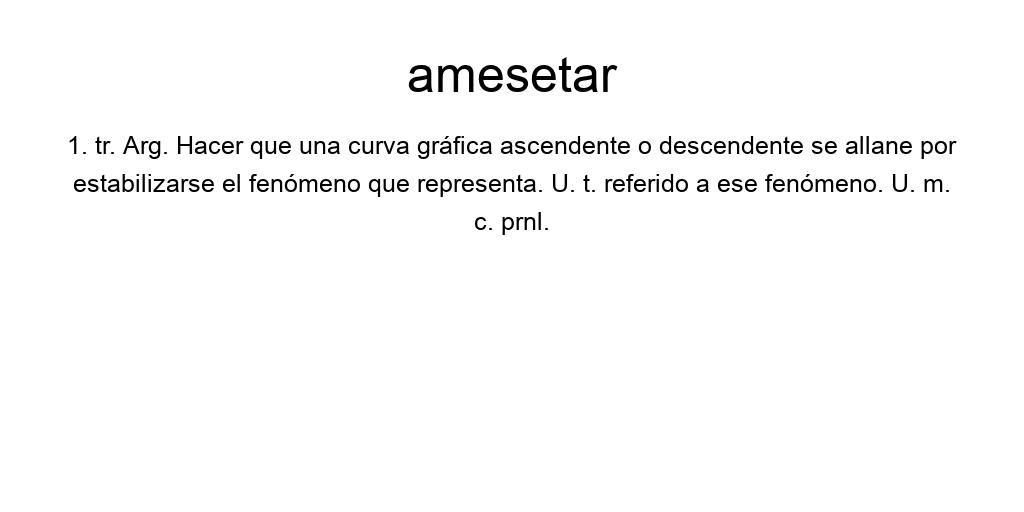 amesetar
1. tr. Arg. Hacer que una curva gráfica ascendente o descendente se allane por
estabilizarse el fenómeno que representa. U. t. referido a ese fenómeno. U. m.
c. prnl.